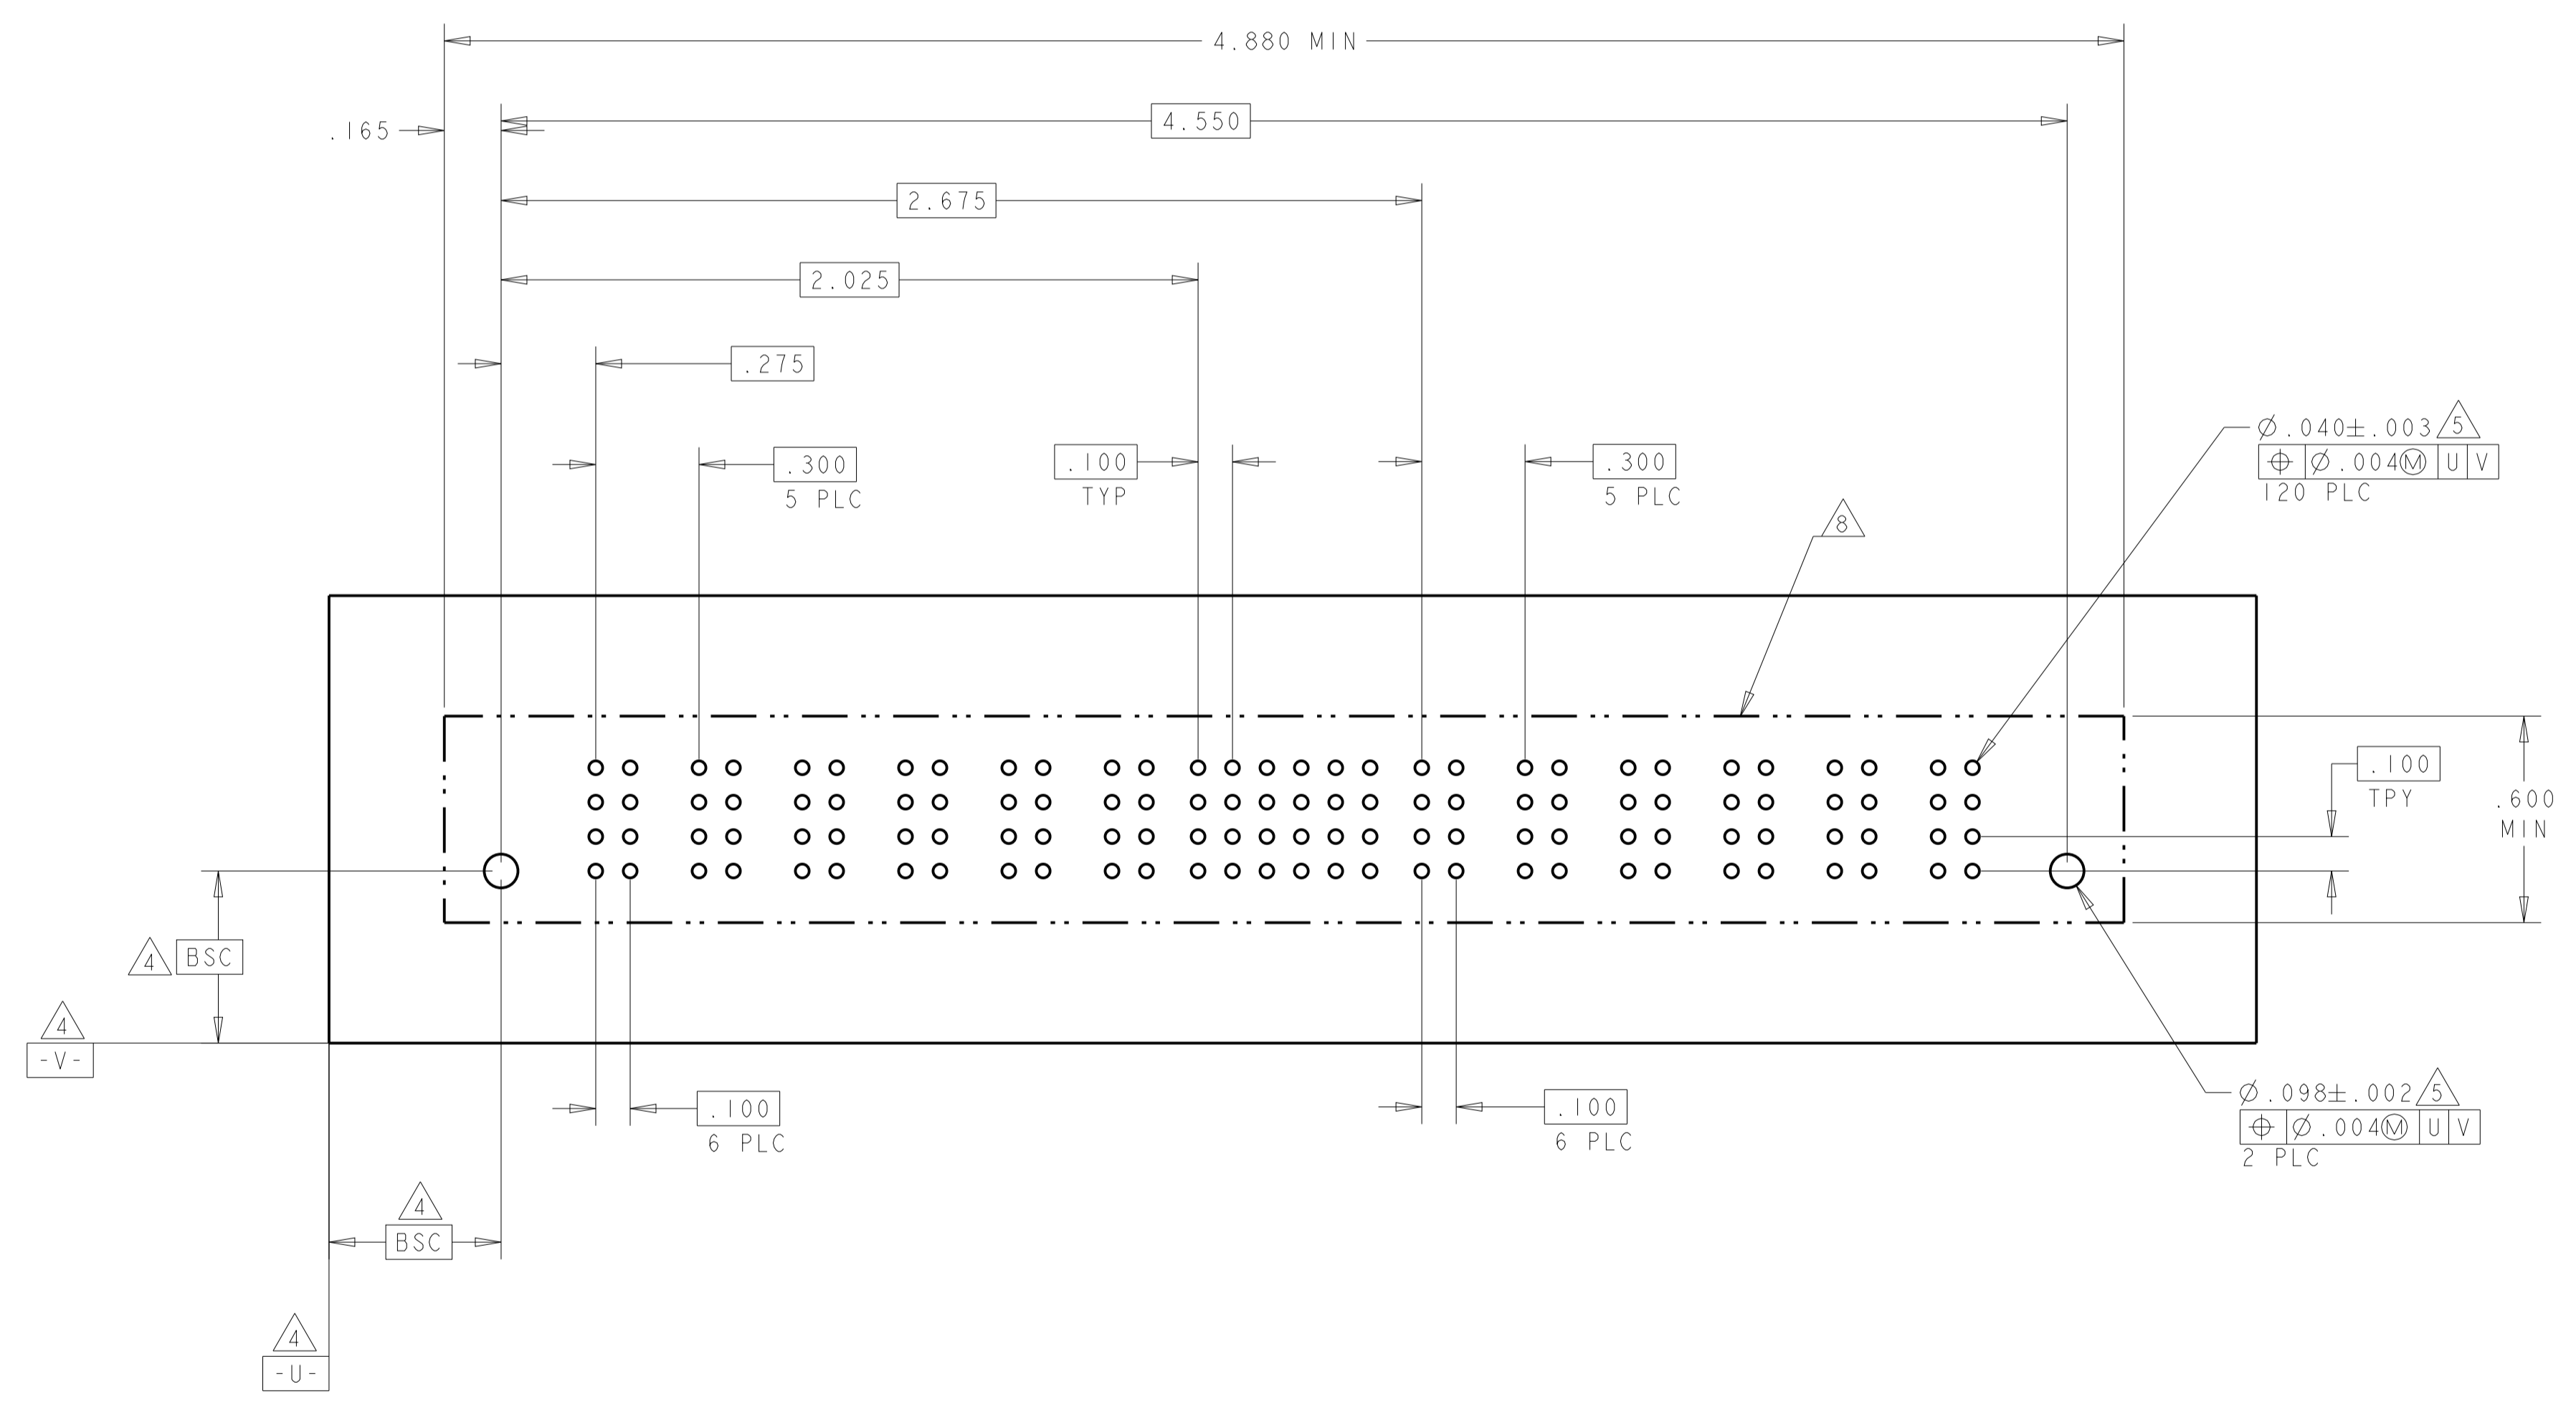 4.880 MIN
.165
4.550
2.675
2.025
.275
.300
5 PLC
.100
TYP
.300
5 PLC
⌀.040±.003 5
⌖ ⌀.004Ⓜ U V
120 PLC
8
.100
TPY
.600
MIN
4 BSC
4
-V-
.100
6 PLC
.100
6 PLC
⌀.098±.002 5
⌖ ⌀.004Ⓜ U V
2 PLC
4
BSC
4
-U-